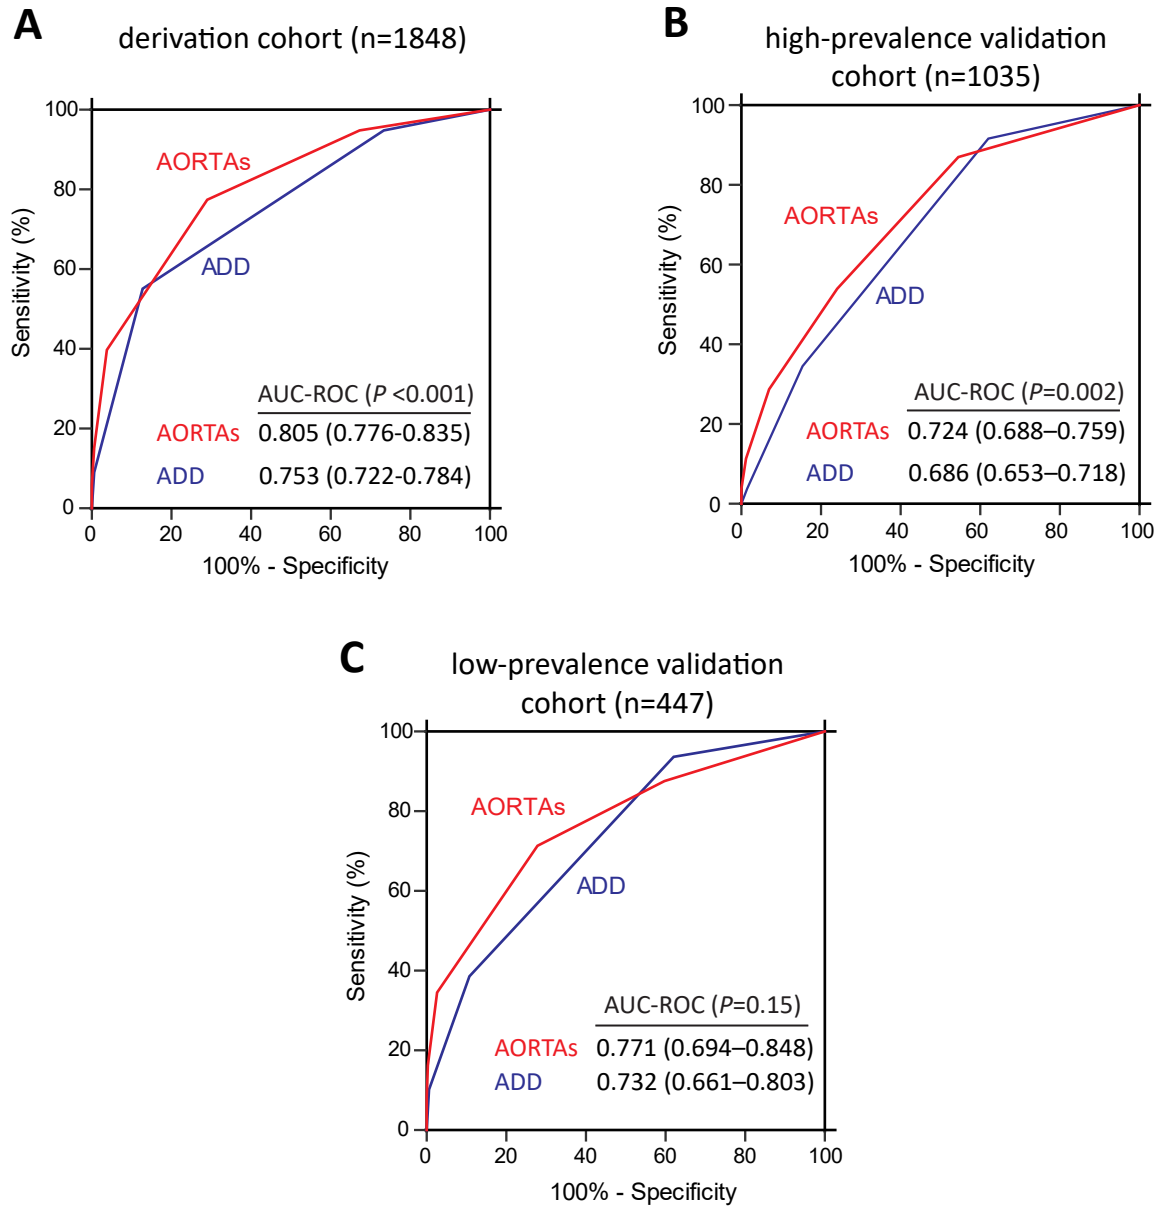 A
derivation cohort (n=1848)
100
80
60
40
20
0
Sensitivity (%)
AORTAs
ADD
AUC-ROC (P <0.001)
AORTAs 0.805 (0.776-0.835)
ADD 0.753 (0.722-0.784)
0 20 40 60 80 100
100% - Specificity
B
high-prevalence validation
cohort (n=1035)
100
80
60
40
20
0
Sensitivity (%)
AORTAs
ADD
AUC-ROC (P=0.002)
AORTAs 0.724 (0.688–0.759)
ADD 0.686 (0.653–0.718)
0 20 40 60 80 100
100% - Specificity
C
low-prevalence validation
cohort (n=447)
100
80
60
40
20
0
Sensitivity (%)
AORTAs
ADD
AUC-ROC (P=0.15)
AORTAs 0.771 (0.694–0.848)
ADD 0.732 (0.661–0.803)
0 20 40 60 80 100
100% - Specificity